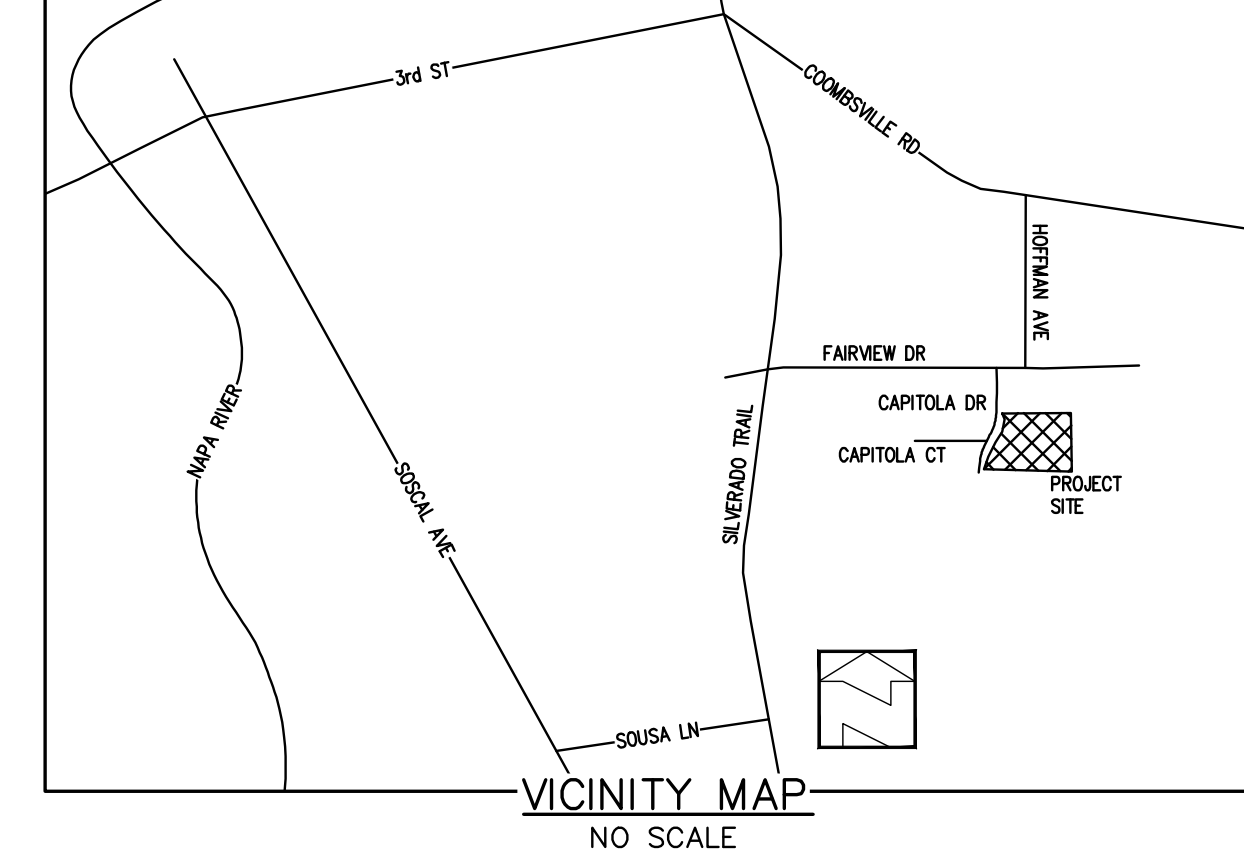 3rd ST
COOMBSVILLE RD
HOFFMAN AVE
FAIRVIEW DR
CAPITOLA DR
CAPITOLA CT
PROJECT
SITE
NAPA RIVER
SOSCAL AVE
SILVERADO TRAIL
SOUSA LN
VICINITY MAP
NO SCALE